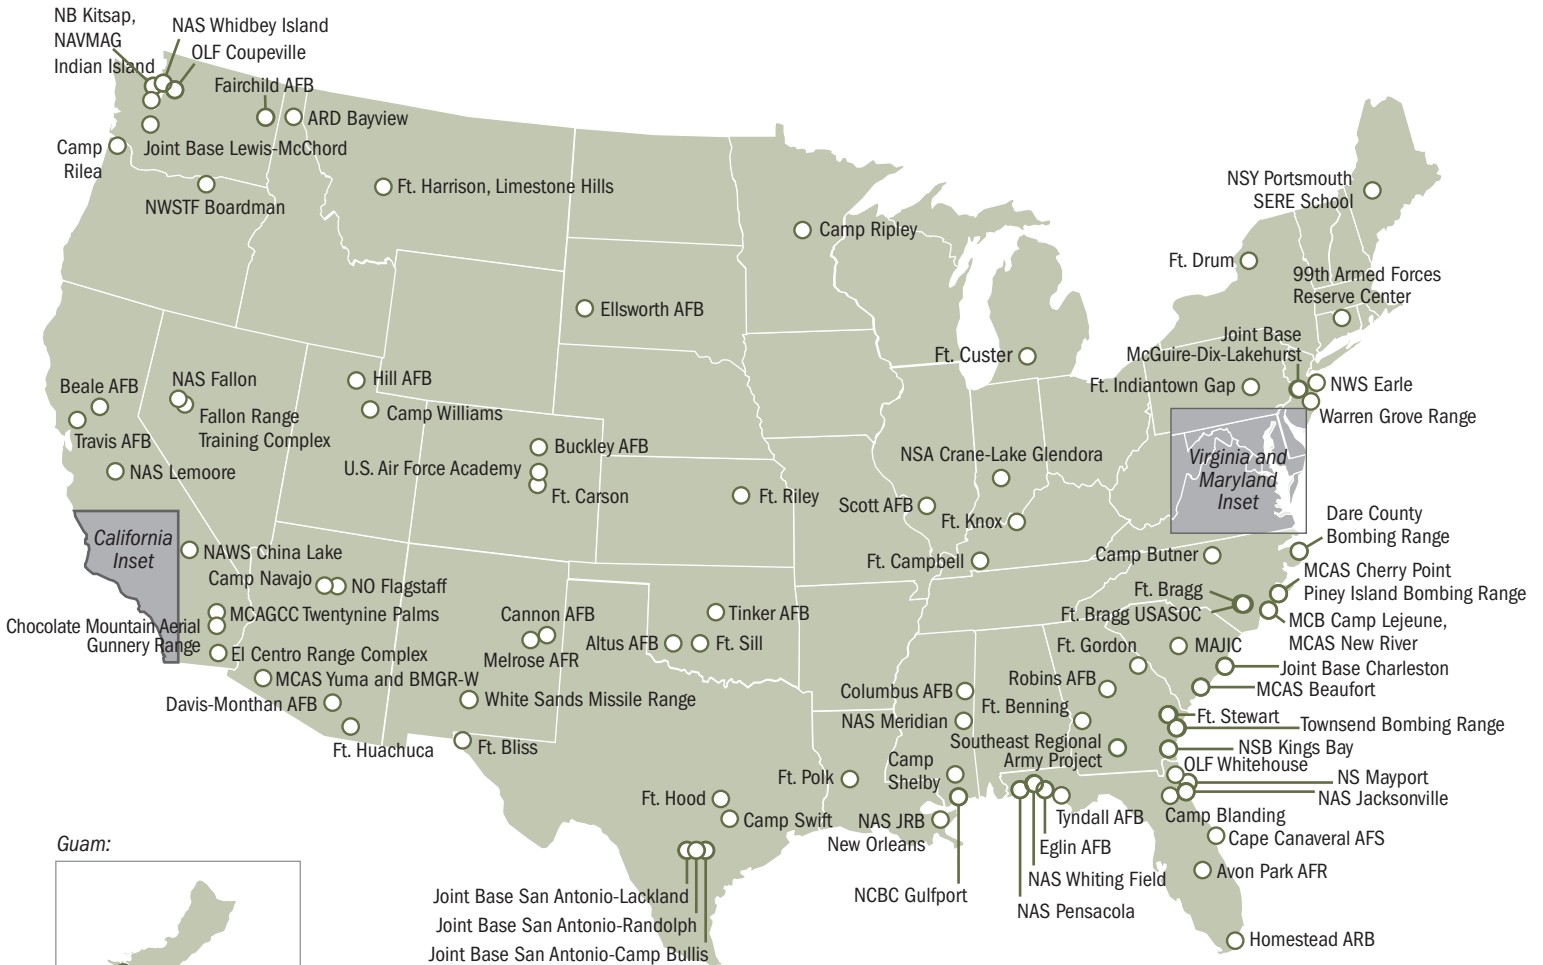 NB Kitsap,
NAVMAG
Indian Island
NAS Whidbey Island
OLF Coupeville
Fairchild AFB
ARD Bayview
Camp
Rilea
Joint Base Lewis-McChord
NWSTF Boardman
Ft. Harrison, Limestone Hills
Camp Ripley
NSY Portsmouth
SERE School
Ft. Drum
99th Armed Forces
Reserve Center
Ellsworth AFB
Joint Base
McGuire-Dix-Lakehurst
Ft. Custer
Ft. Indiantown Gap
NWS Earle
Warren Grove Range
Beale AFB
NAS Fallon
Hill AFB
Fallon Range
Training Complex
Camp Williams
Travis AFB
NAS Lemoore
Buckley AFB
U.S. Air Force Academy
Ft. Carson
Ft. Riley
NSA Crane-Lake Glendora
Scott AFB
Ft. Knox
Virginia and
Maryland
Inset
Dare County
Bombing Range
California
Inset
NAWS China Lake
Camp Navajo
NO Flagstaff
Ft. Campbell
Camp Butner
MCAS Cherry Point
Piney Island Bombing Range
Ft. Bragg
Ft. Bragg USASOC
MCB Camp Lejeune,
MCAS New River
MCAGCC Twentynine Palms
Chocolate Mountain Aerial
Gunnery Range
Cannon AFB
Melrose AFR
Altus AFB
Tinker AFB
Ft. Sill
El Centro Range Complex
MCAS Yuma and BMGR-W
Davis-Monthan AFB
White Sands Missile Range
Ft. Huachuca
Ft. Bliss
Ft. Gordon
MAJIC
Joint Base Charleston
MCAS Beaufort
Robins AFB
Columbus AFB
Ft. Benning
NAS Meridian
Ft. Stewart
Townsend Bombing Range
Southeast Regional
Army Project
NSB Kings Bay
OLF Whitehouse
Camp
Shelby
NS Mayport
NAS Jacksonville
Ft. Polk
Ft. Hood
Camp Swift
NAS JRB
New Orleans
Tyndall AFB
Camp Blanding
Cape Canaveral AFS
Eglin AFB
Avon Park AFR
NAS Whiting Field
NCBC Gulfport
NAS Pensacola
Joint Base San Antonio-Lackland
Joint Base San Antonio-Randolph
Joint Base San Antonio-Camp Bullis
Homestead ARB
Guam: